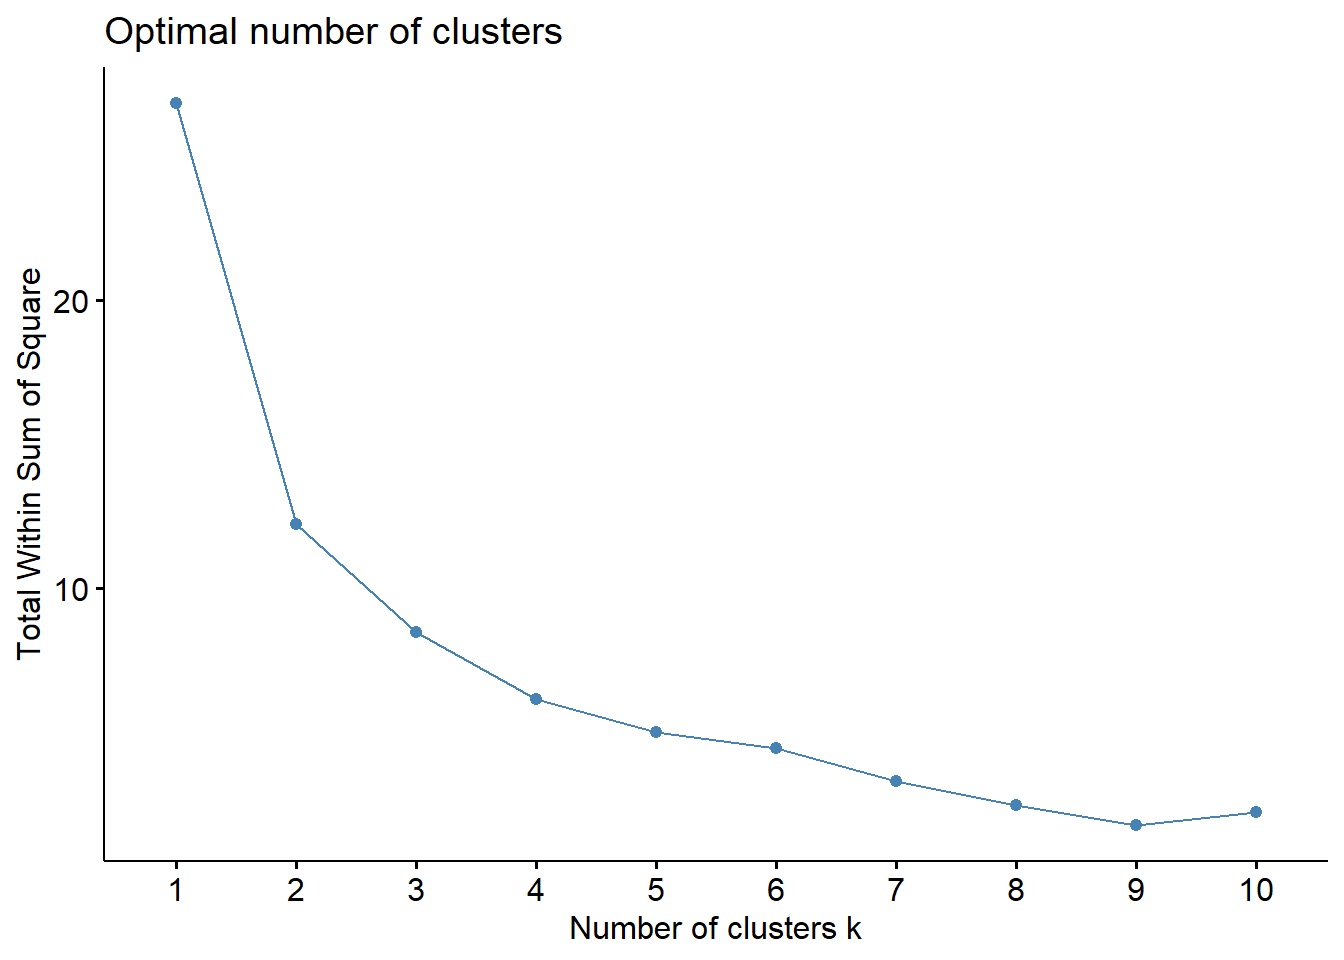 Optimal number of clusters
Total Within Sum of Square
20
10
1 2 3 4 5 6 7 8 9 10
Number of clusters k